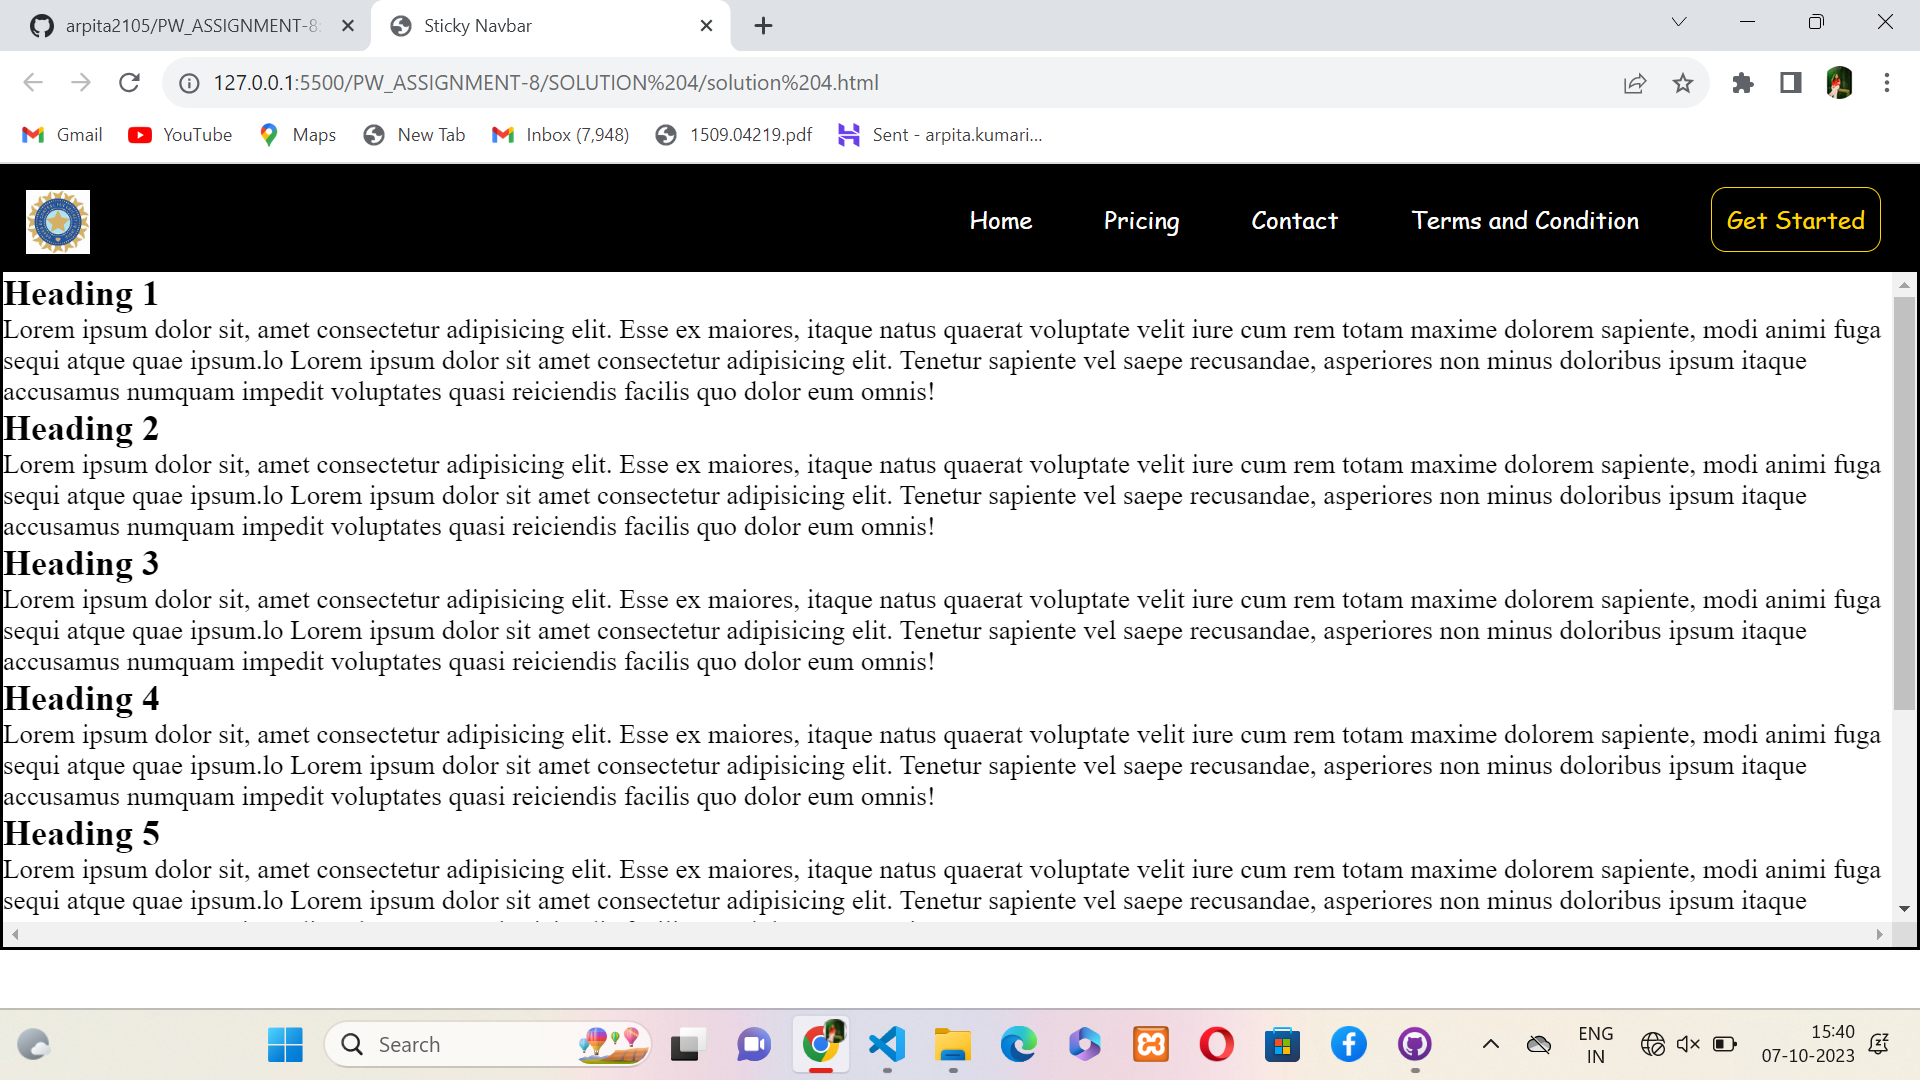 arpita2105/PW_ASSIGNMENT-8
Sticky Navbar
127.0.0.1:5500/PW_ASSIGNMENT-8/SOLUTION%204/solution%204.html
Gmail
YouTube
Maps
New Tab
Inbox (7,948)
1509.04219.pdf
Sent - arpita.kumari...
Home
Pricing
Contact
Terms and Condition
Get Started
Heading 1
Lorem ipsum dolor sit, amet consectetur adipisicing elit. Esse ex maiores, itaque natus quaerat voluptate velit iure cum rem totam maxime dolorem sapiente, modi animi fuga
sequi atque quae ipsum.lo Lorem ipsum dolor sit amet consectetur adipisicing elit. Tenetur sapiente vel saepe recusandae, asperiores non minus doloribus ipsum itaque
accusamus numquam impedit voluptates quasi reiciendis facilis quo dolor eum omnis!
Heading 2
Lorem ipsum dolor sit, amet consectetur adipisicing elit. Esse ex maiores, itaque natus quaerat voluptate velit iure cum rem totam maxime dolorem sapiente, modi animi fuga
sequi atque quae ipsum.lo Lorem ipsum dolor sit amet consectetur adipisicing elit. Tenetur sapiente vel saepe recusandae, asperiores non minus doloribus ipsum itaque
accusamus numquam impedit voluptates quasi reiciendis facilis quo dolor eum omnis!
Heading 3
Lorem ipsum dolor sit, amet consectetur adipisicing elit. Esse ex maiores, itaque natus quaerat voluptate velit iure cum rem totam maxime dolorem sapiente, modi animi fuga
sequi atque quae ipsum.lo Lorem ipsum dolor sit amet consectetur adipisicing elit. Tenetur sapiente vel saepe recusandae, asperiores non minus doloribus ipsum itaque
accusamus numquam impedit voluptates quasi reiciendis facilis quo dolor eum omnis!
Heading 4
Lorem ipsum dolor sit, amet consectetur adipisicing elit. Esse ex maiores, itaque natus quaerat voluptate velit iure cum rem totam maxime dolorem sapiente, modi animi fuga
sequi atque quae ipsum.lo Lorem ipsum dolor sit amet consectetur adipisicing elit. Tenetur sapiente vel saepe recusandae, asperiores non minus doloribus ipsum itaque
accusamus numquam impedit voluptates quasi reiciendis facilis quo dolor eum omnis!
Heading 5
Lorem ipsum dolor sit, amet consectetur adipisicing elit. Esse ex maiores, itaque natus quaerat voluptate velit iure cum rem totam maxime dolorem sapiente, modi animi fuga
sequi atque quae ipsum.lo Lorem ipsum dolor sit amet consectetur adipisicing elit. Tenetur sapiente vel saepe recusandae, asperiores non minus doloribus ipsum itaque
Search
ENG
IN
15:40
07-10-2023